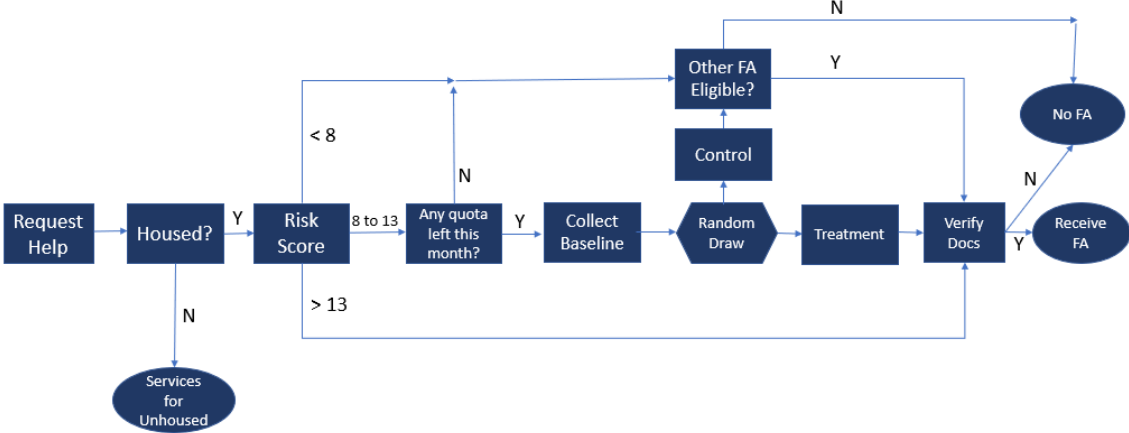 N
Other FA
Eligible?
Y
No FA
< 8
Control
N
N
Request
Help
Housed?
Y
Risk
Score
8 to 13
Any quota
left this
month?
Y
Collect
Baseline
Random
Draw
Treatment
Verify
Docs
Y
Receive
FA
> 13
N
Services
for
Unhoused